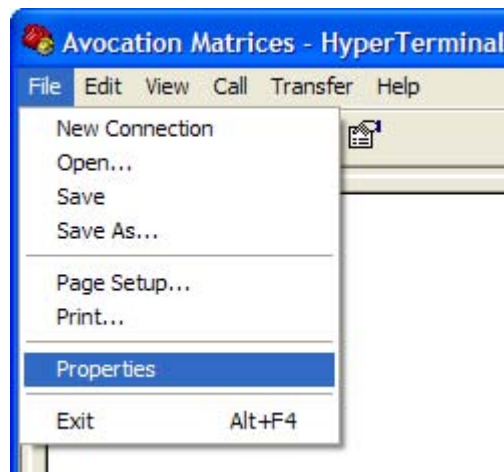 Avocation Matrices - HyperTerminal
File Edit View Call Transfer Help
New Connection
Open...
Save
Save As...
Page Setup...
Print...
Properties
Exit Alt+F4